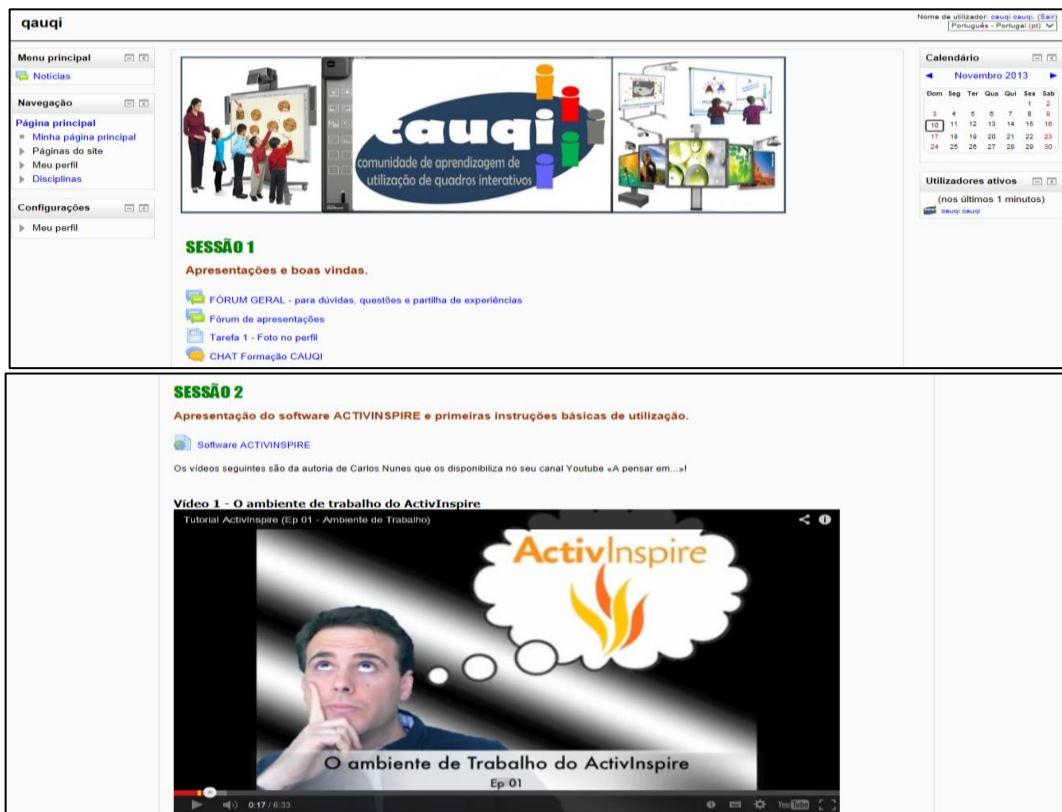 qauqi
Nome de utilizador: cauqi cauqi. (Sair)
Português - Portugal (pt)
Menu principal
Notícias
Navegação
Página principal
Minha página principal
Páginas do site
Meu perfil
Disciplinas
Configurações
Meu perfil
cauqi
comunidade de aprendizagem de
utilização de quadros interativos
SESSÃO 1
Apresentações e boas vindas.
FÓRUM GERAL - para dúvidas, questões e partilha de experiências
Fórum de apresentações
Tarefa 1 - Foto no perfil
CHAT Formação CAUQI
Calendário
◄ Novembro 2013 ►
Dom Seg Ter Qua Qui Sex Sab
1 2
3 4 5 6 7 8 9
10 11 12 13 14 15 16
17 18 19 20 21 22 23
24 25 26 27 28 29 30
Utilizadores ativos
(nos últimos 1 minutos)
cauqi cauqi
SESSÃO 2
Apresentação do software ACTIVINSPIRE e primeiras instruções básicas de utilização.
Software ACTIVINSPIRE
Os vídeos seguintes são da autoria de Carlos Nunes que os disponibiliza no seu canal Youtube «A pensar em...»!
Vídeo 1 - O ambiente de trabalho do ActivInspire
Tutorial ActivInspire (Ep 01 - Ambiente de Trabalho)
ActivInspire
O ambiente de Trabalho do ActivInspire
Ep 01
0:17 / 6:33
YouTube